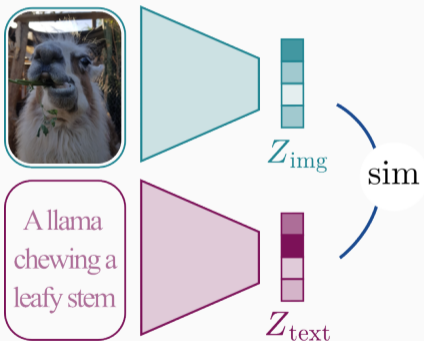 Z_img
sim
A llama
chewing a
leafy stem
Z_text